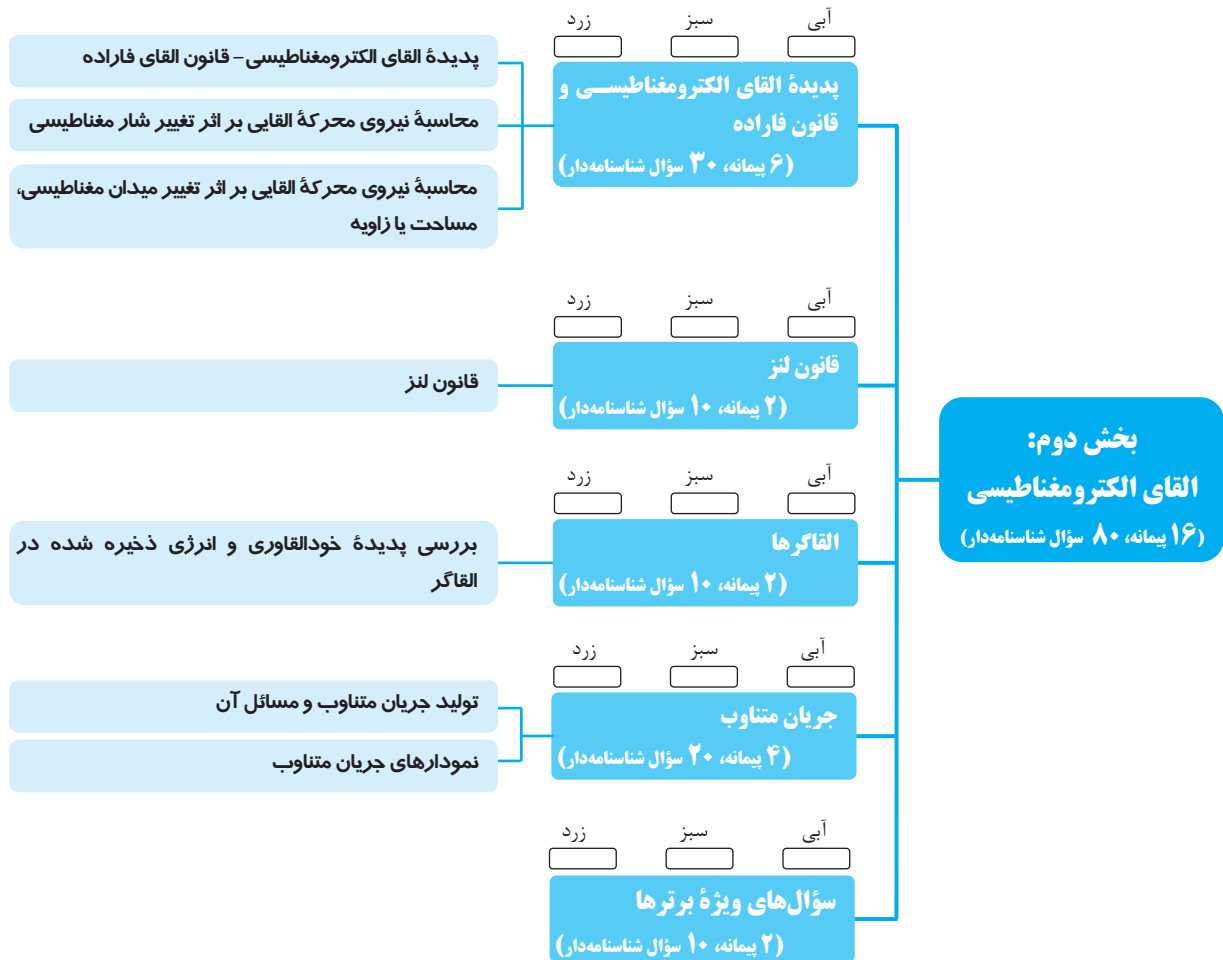 بخش دوم:
القای الکترومغناطیسی
(۱۶ پیمانه، ۸۰ سؤال شناسنامه‌دار)
آبی سبز زرد
پدیدهٔ القای الکترومغناطیســی و
قانون فاراده
(۶ پیمانه، ۳۰ سؤال شناسنامه‌دار)
پدیدهٔ القای الکترومغناطیسی - قانون القای فاراده
محاسبهٔ نیروی محرکهٔ القایی بر اثر تغییر شار مغناطیسی
محاسبهٔ نیروی محرکهٔ القایی بر اثر تغییر میدان مغناطیسی،
مساحت یا زاویه
آبی سبز زرد
قانون لنز
(۲ پیمانه، ۱۰ سؤال شناسنامه‌دار)
قانون لنز
آبی سبز زرد
القاگرها
(۲ پیمانه، ۱۰ سؤال شناسنامه‌دار)
بررسی پدیدهٔ خودالقاوری و انرژی ذخیره شده در
القاگر
آبی سبز زرد
جریان متناوب
(۴ پیمانه، ۲۰ سؤال شناسنامه‌دار)
تولید جریان متناوب و مسائل آن
نمودارهای جریان متناوب
آبی سبز زرد
سؤال‌های ویژهٔ برترها
(۲ پیمانه، ۱۰ سؤال شناسنامه‌دار)